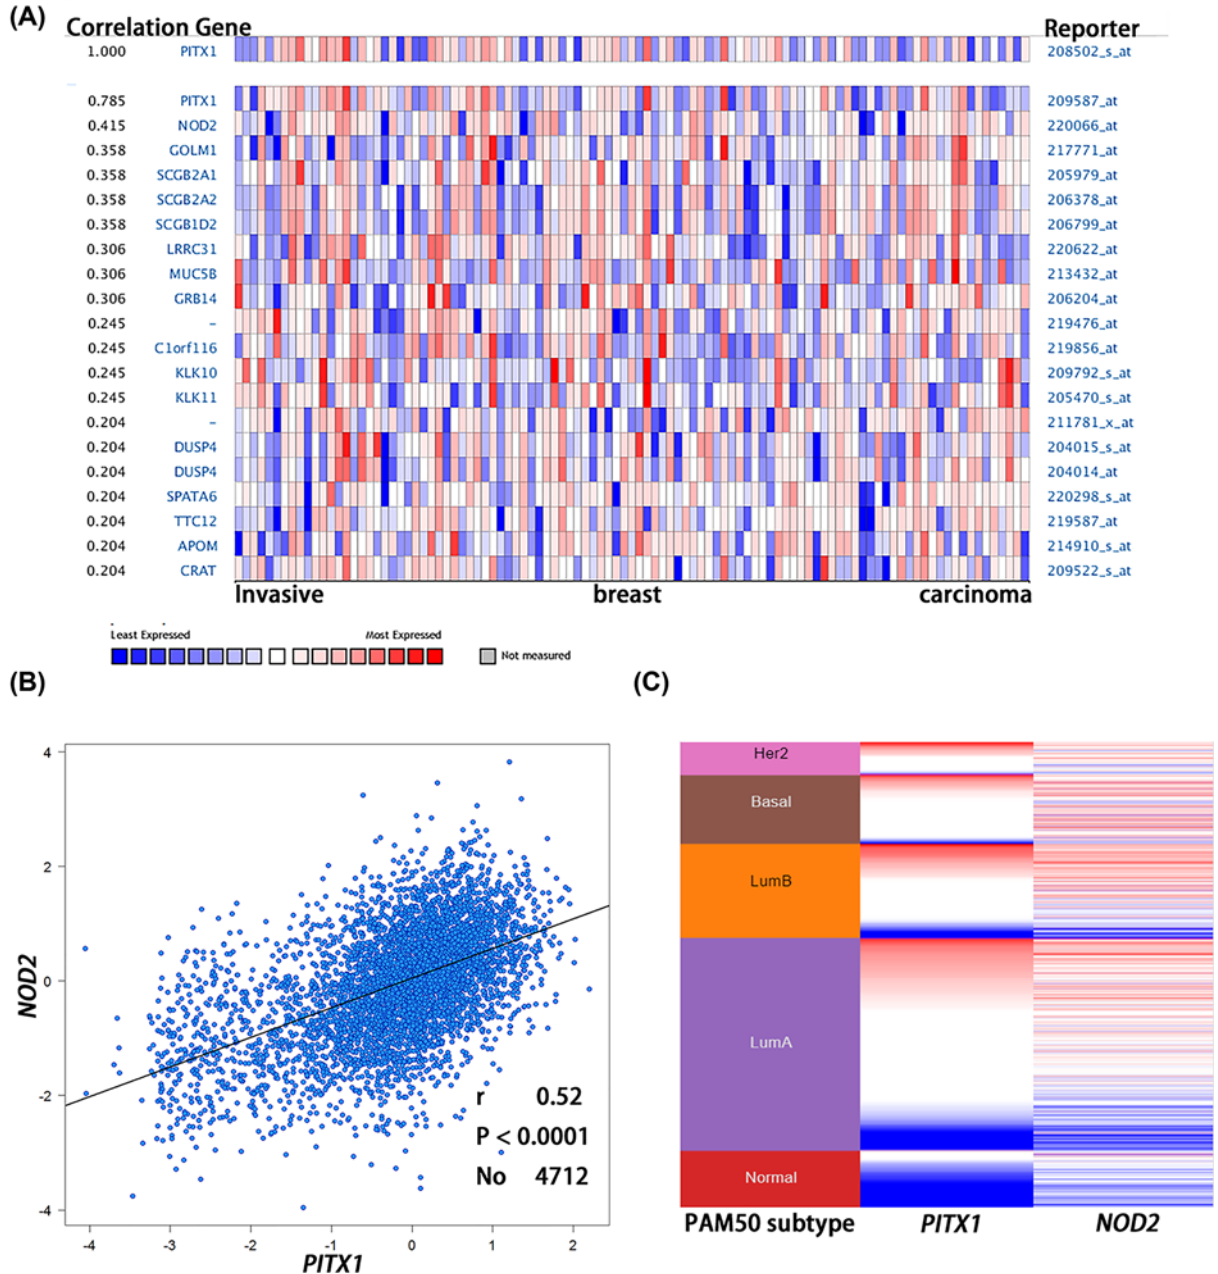 (A)
Correlation Gene Reporter
1.000 PITX1 208502_s_at
0.785 PITX1 209587_at
0.415 NOD2 220066_at
0.358 GOLM1 217771_at
0.358 SCGB2A1 205979_at
0.358 SCGB2A2 206378_at
0.358 SCGB1D2 206799_at
0.306 LRRC31 220622_at
0.306 MUC5B 213432_at
0.306 GRB14 206204_at
0.245 – 219476_at
0.245 C1orf116 219856_at
0.245 KLK10 209792_s_at
0.245 KLK11 205470_s_at
0.204 – 211781_x_at
0.204 DUSP4 204015_s_at
0.204 DUSP4 204014_at
0.204 SPATA6 220298_s_at
0.204 TTC12 219587_at
0.204 APOM 214910_s_at
0.204 CRAT 209522_s_at
Invasive breast carcinoma
Least Expressed Most Expressed
Not measured
(B)
4
2
0
-2
-4
NOD2
r 0.52
P < 0.0001
No 4712
-4 -3 -2 -1 0 1 2
PITX1
(C)
Her2
Basal
LumB
LumA
Normal
PAM50 subtype PITX1 NOD2